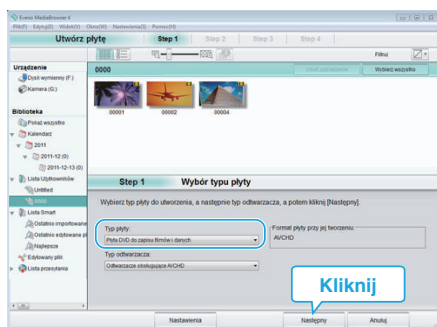 Everio MediaBrowser 4
Plik(F) Edytuj(E) Widok(V) Okno(W) Nastawienia(S) Pomoc(H)
Utwórz płytę Step 1 Step 2 Step 3 Step 4
Filtruj
Urządzenie
Dysk wymienny (F:)
Kamera (G:)
0000
Wybierz wszystko
Biblioteka
Pokaż wszystko
Kalendarz
2011
2011-12 (0)
2011-12-13 (0)
Lista Użytkowników
Untitled
0000
Lista Smart
Ostatnio importowane
Ostatnio edytowane pl
Najlepsze
Edytowany plik
Lista przesyłania
00001 00002 00004
Step 1 Wybór typu płyty
Wybierz typ płyty do utworzenia, a następnie typ odtwarzacza, a potem kliknij [Następny].
Typ płyty:
Płyta DVD do zapisu filmów i danych
Typ odtwarzacza:
Odtwarzacze obsługujące AVCHD
Format płyty przy jej tworzeniu
AVCHD
Kliknij
Nastawienia Następny Anuluj